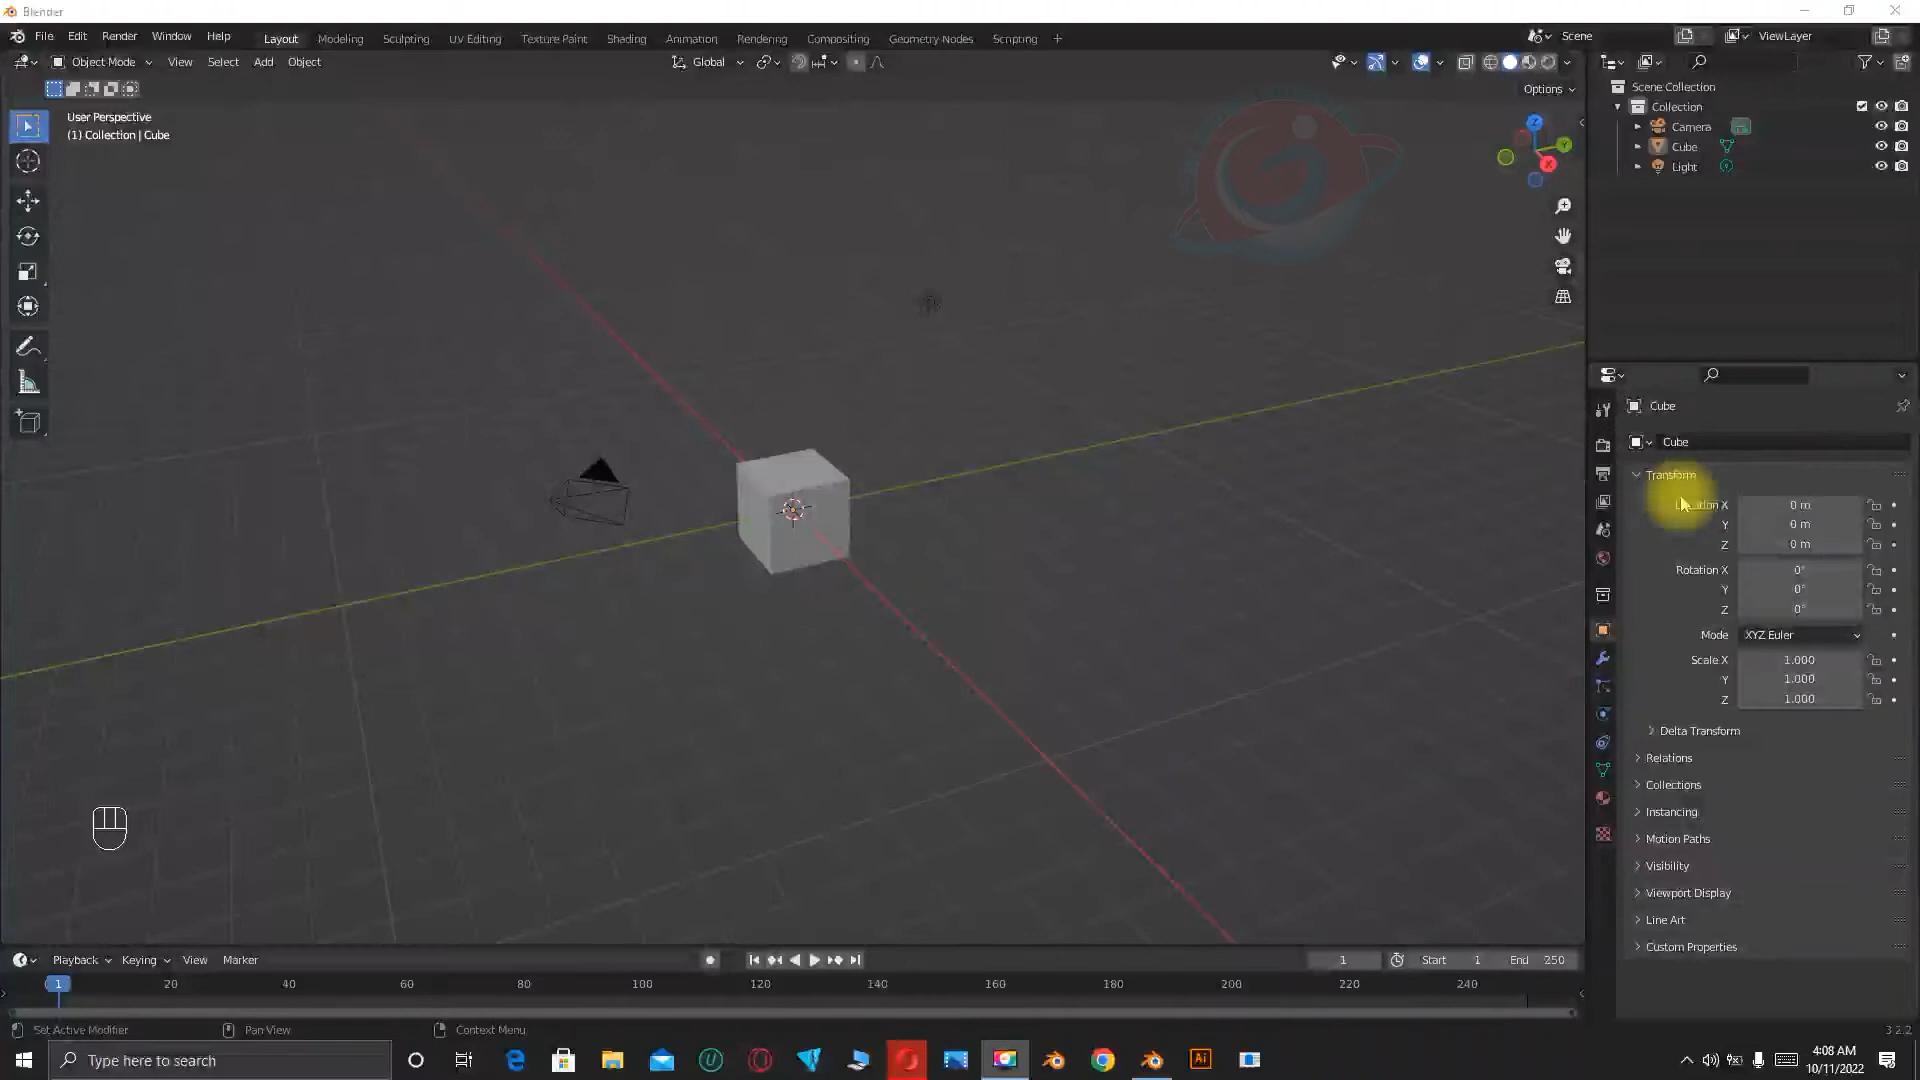 Blender
File Edit Render Window Help Layout Modeling Sculpting UV Editing Texture Paint Shading Animation Rendering Compositing Geometry Nodes Scripting + Scene ViewLayer
Object Mode View Select Add Object Global
Options
User Perspective
(1) Collection | Cube
Z
Y
X
Scene Collection
Collection
Camera
Cube
Light
Cube
Cube
Transform
X 0 m
Y 0 m
Z 0 m
Rotation X 0°
Y 0°
Z 0°
Mode XYZ Euler
Scale X 1.000
Y 1.000
Z 1.000
Delta Transform
Relations
Collections
Instancing
Motion Paths
Visibility
Viewport Display
Line Art
Custom Properties
Playback Keying View Marker 1 Start 1 End 250
1 20 40 60 80 100 120 140 160 180 200 220 240
Set Active Modifier Pan View Context Menu 3.2.2
Type here to search
Ai
4:08 AM
10/11/2022